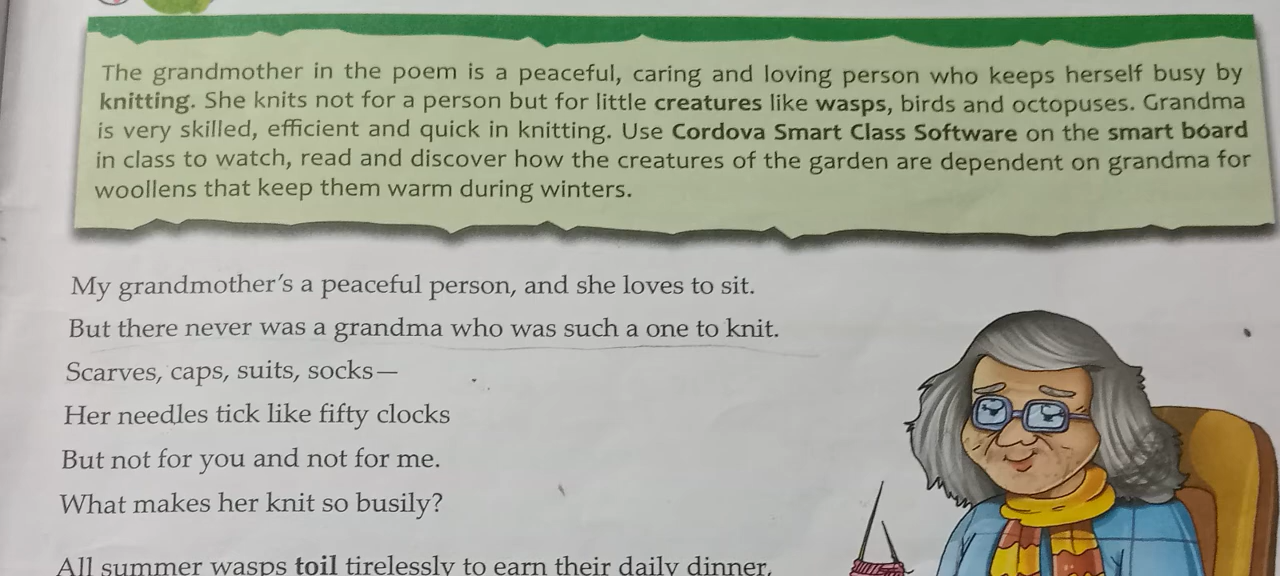 The grandmother in the poem is a peaceful, caring and loving person who keeps herself busy by
knitting. She knits not for a person but for little creatures like wasps, birds and octopuses. Grandma
is very skilled, efficient and quick in knitting. Use Cordova Smart Class Software on the smart board
in class to watch, read and discover how the creatures of the garden are dependent on grandma for
woollens that keep them warm during winters.
My grandmother's a peaceful person, and she loves to sit.
But there never was a grandma who was such a one to knit.
Scarves, caps, suits, socks—
Her needles tick like fifty clocks
But not for you and not for me.
What makes her knit so busily?
All summer wasps toil tirelessly to earn their daily dinner,